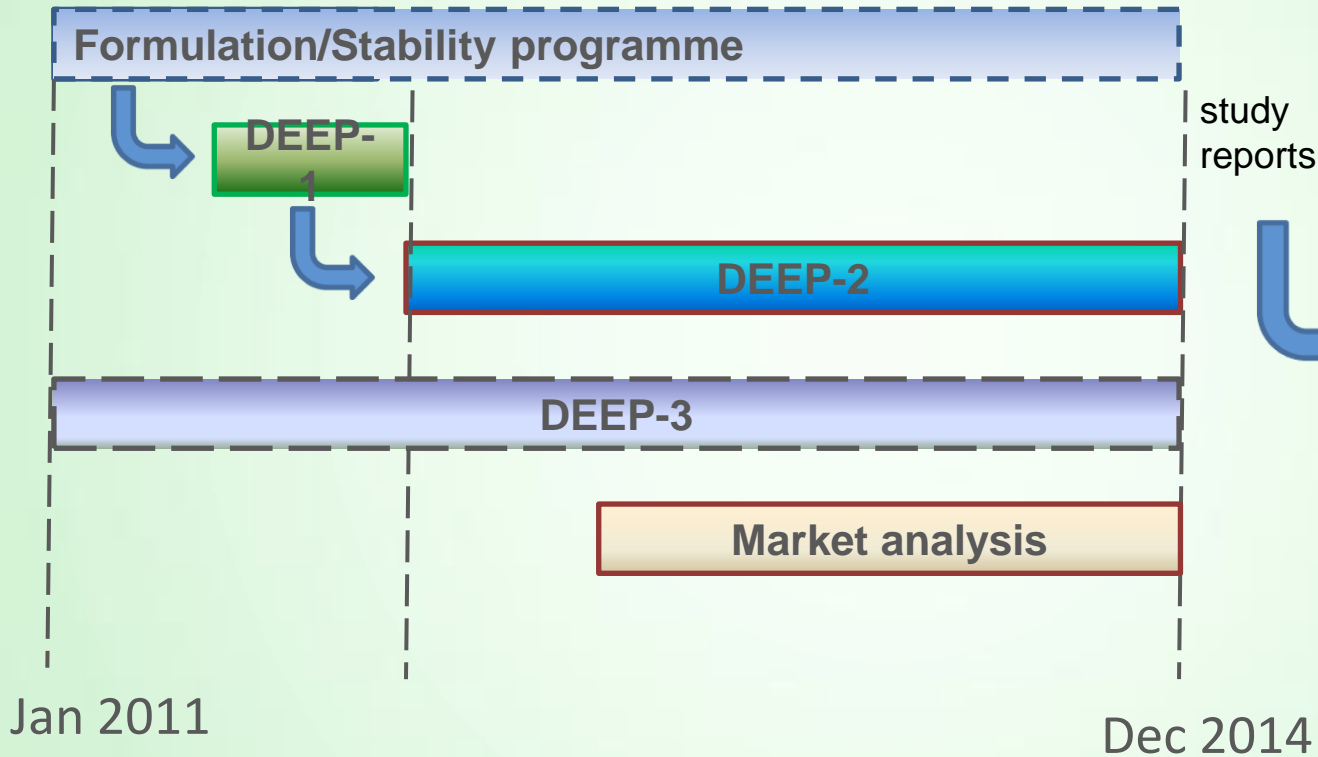 Formulation/Stability programme
study
reports
DEEP-
1
DEEP-2
DEEP-3
Market analysis
Jan 2011
Dec 2014